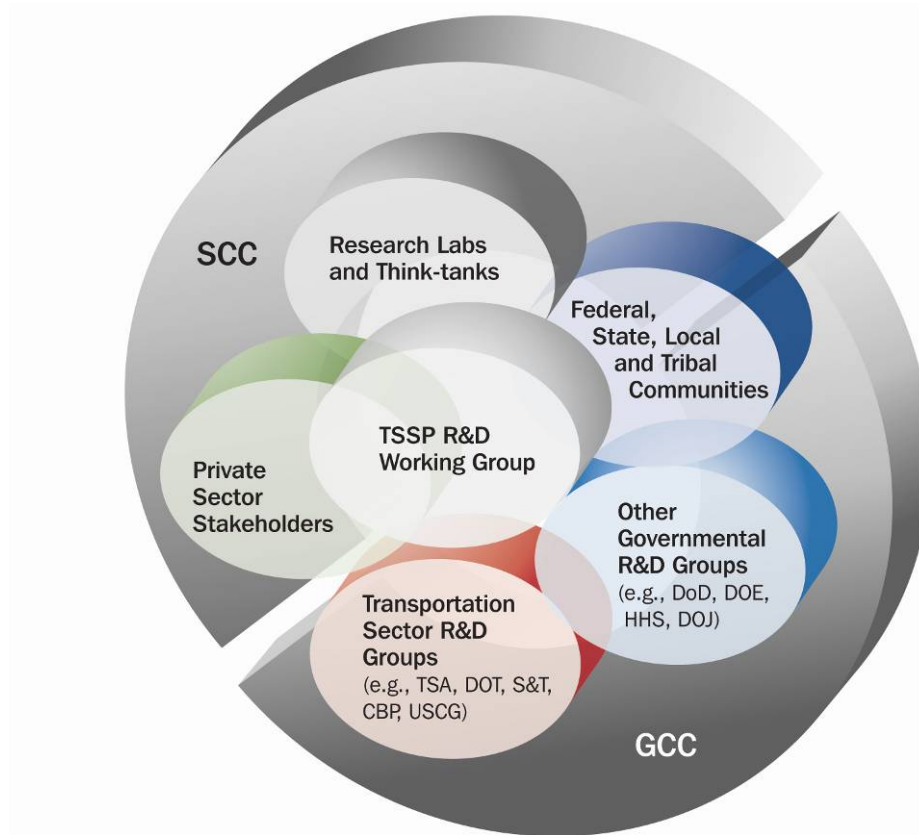 SCC
Research Labs
and Think-tanks
Federal,
State, Local
and Tribal
Communities
TSSP R&D
Working Group
Private
Sector
Stakeholders
Other
Governmental
R&D Groups
(e.g., DoD, DOE,
HHS, DOJ)
Transportation
Sector R&D
Groups
(e.g., TSA, DOT, S&T,
CBP, USCG)
GCC